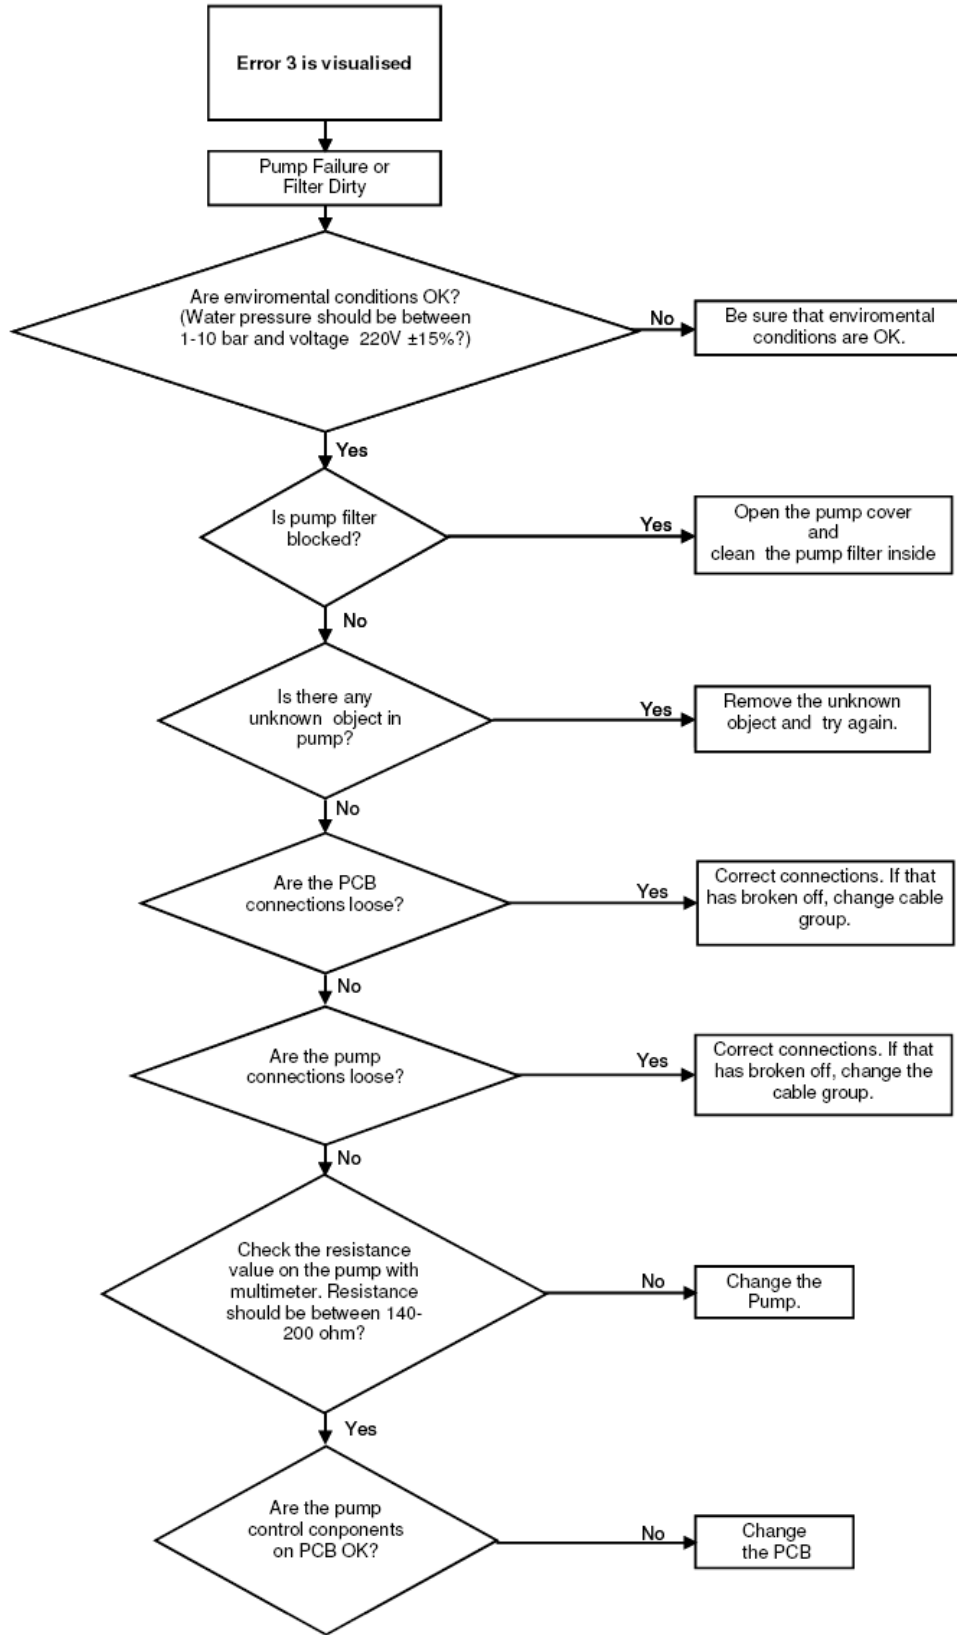 Error 3 is visualised
Pump Failure or
Filter Dirty
Are enviromental conditions OK?
(Water pressure should be between
1-10 bar and voltage 220V ±15%?)
No
Be sure that enviromental
conditions are OK.
Yes
Is pump filter
blocked?
Yes
Open the pump cover
and
clean the pump filter inside
No
Is there any
unknown object in
pump?
Yes
Remove the unknown
object and try again.
No
Are the PCB
connections loose?
Yes
Correct connections. If that
has broken off, change cable
group.
No
Are the pump
connections loose?
Yes
Correct connections. If that
has broken off, change the
cable group.
No
Check the resistance
value on the pump with
multimeter. Resistance
should be between 140-
200 ohm?
No
Change the
Pump.
Yes
Are the pump
control conponents
on PCB OK?
No
Change
the PCB